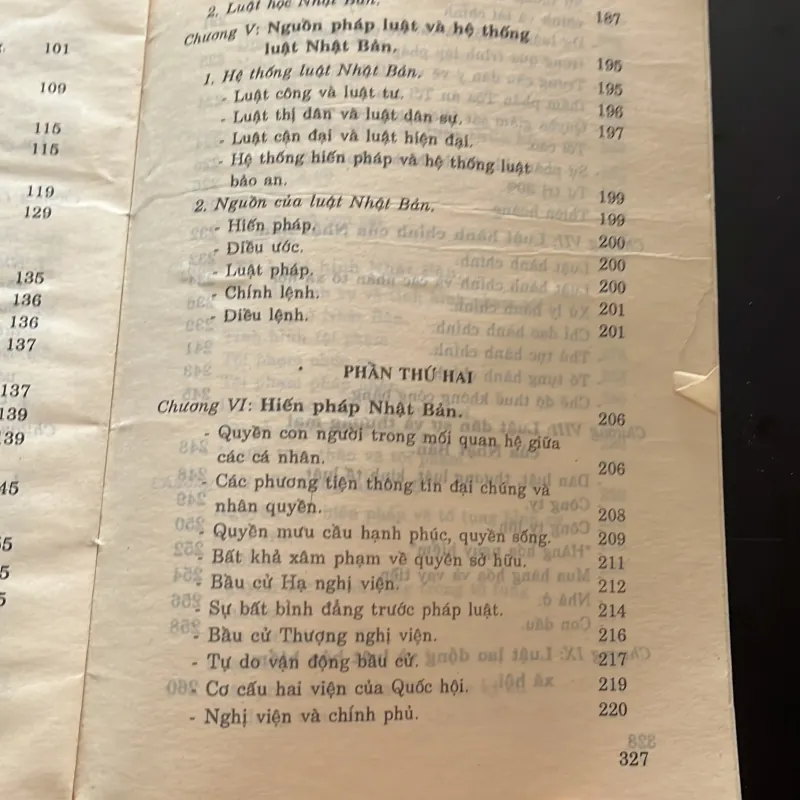 101
109
115
115
119
129
135
136
136
137
137
139
139
45
5
5
2. Luật học Nhật Bản.
187
Chương V: Nguồn pháp luật và hệ thống
luật Nhật Bản.
195
1. Hệ thống luật Nhật Bản.
195
- Luật công và luật tư.
196
- Luật thị dân và luật dân sự.
197
- Luật cận đại và luật hiện đại.
- Hệ thống hiến pháp và hệ thống luật
bảo an.
199
2. Nguồn của luật Nhật Bản.
199
- Hiến pháp.
200
- Điều ước.
200
- Luật pháp.
200
- Chính lệnh.
201
- Điều lệnh.
201
PHẦN THỨ HAI
Chương VI: Hiến pháp Nhật Bản.
206
- Quyền con người trong mối quan hệ giữa
các cá nhân.
206
- Các phương tiện thông tin đại chúng và
nhân quyền.
208
- Quyền mưu cầu hạnh phúc, quyền sống.
209
- Bất khả xâm phạm về quyền sở hữu.
211
- Bầu cử Hạ nghị viện.
212
- Sự bất bình đẳng trước pháp luật.
214
- Bầu cử Thượng nghị viện.
216
- Tự do vận động bầu cử.
217
- Cơ cấu hai viện của Quốc hội.
219
- Nghị viện và chính phủ.
220
327